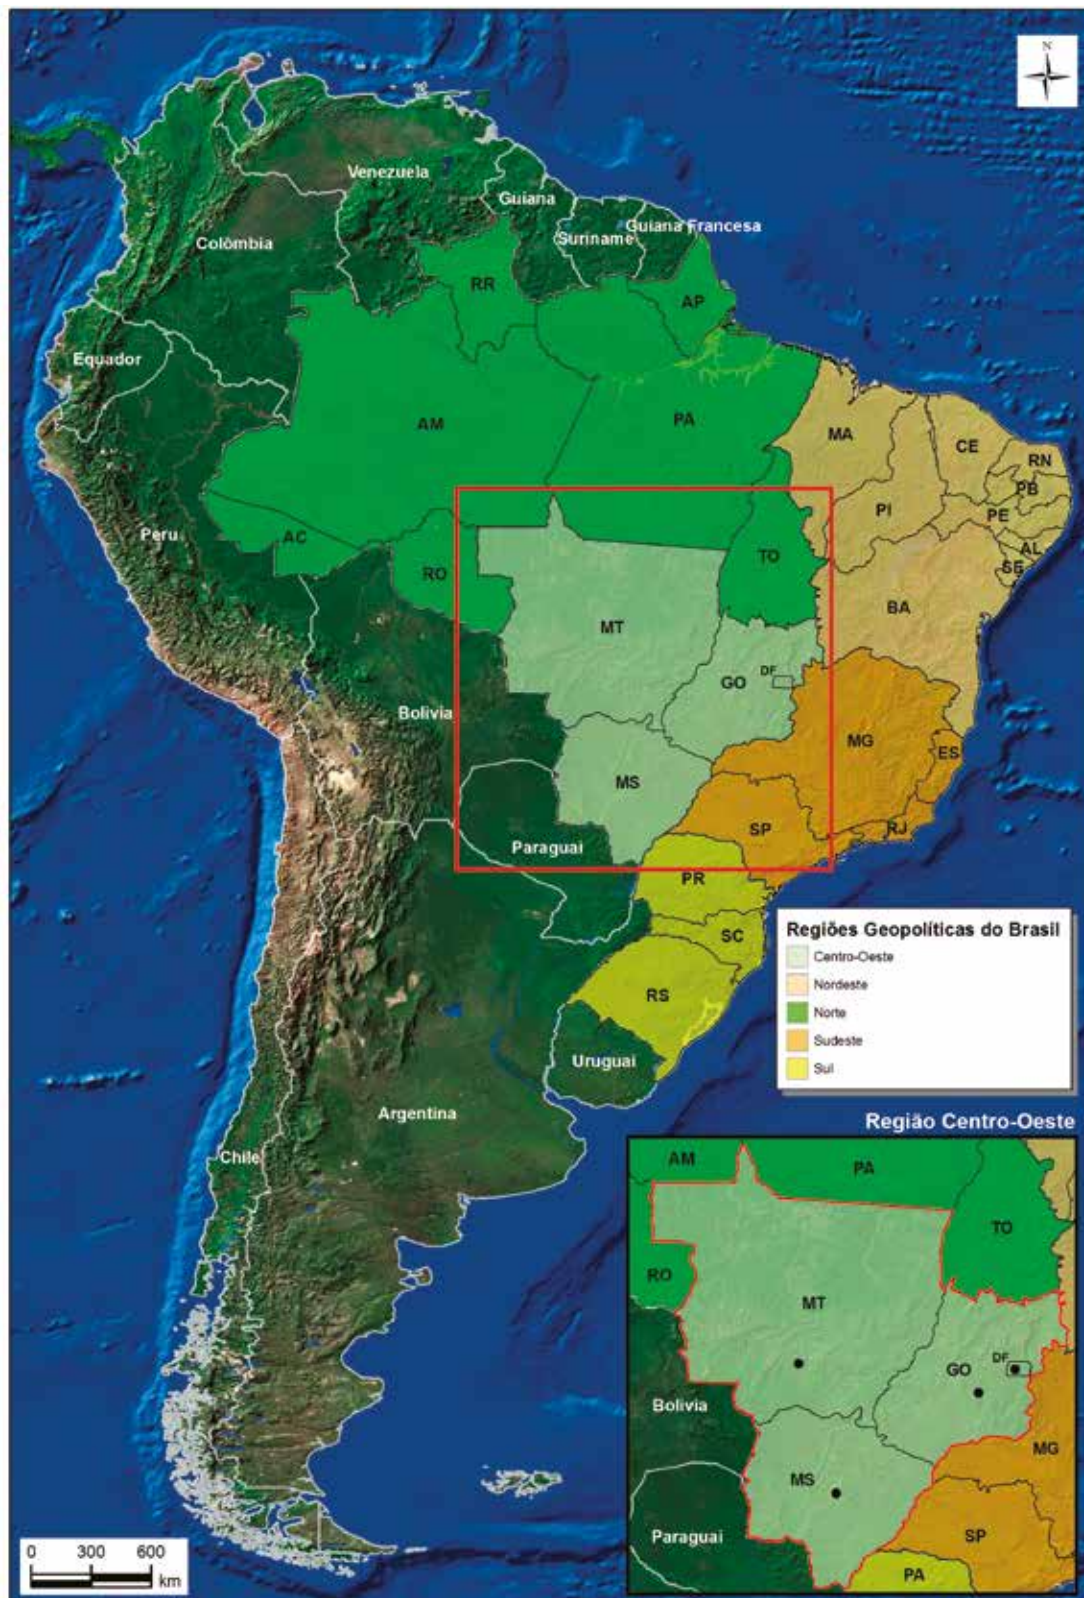 N
Venezuela
Guiana
Guiana Francesa
Suriname
Colômbia
RR
AP
Equador
AM
PA
MA
CE
RN
PB
PI
PE
AL
SE
Peru
AC
RO
TO
BA
MT
GO
DF
Bolivia
MG
ES
MS
SP
RJ
Paraguai
PR
SC
RS
Uruguai
Argentina
Chile
Regiões Geopolíticas do Brasil
Centro-Oeste
Nordeste
Norte
Sudeste
Sul
Região Centro-Oeste
AM
PA
TO
RO
MT
GO
DF
Bolivia
MG
MS
SP
Paraguai
PA
0 300 600
km